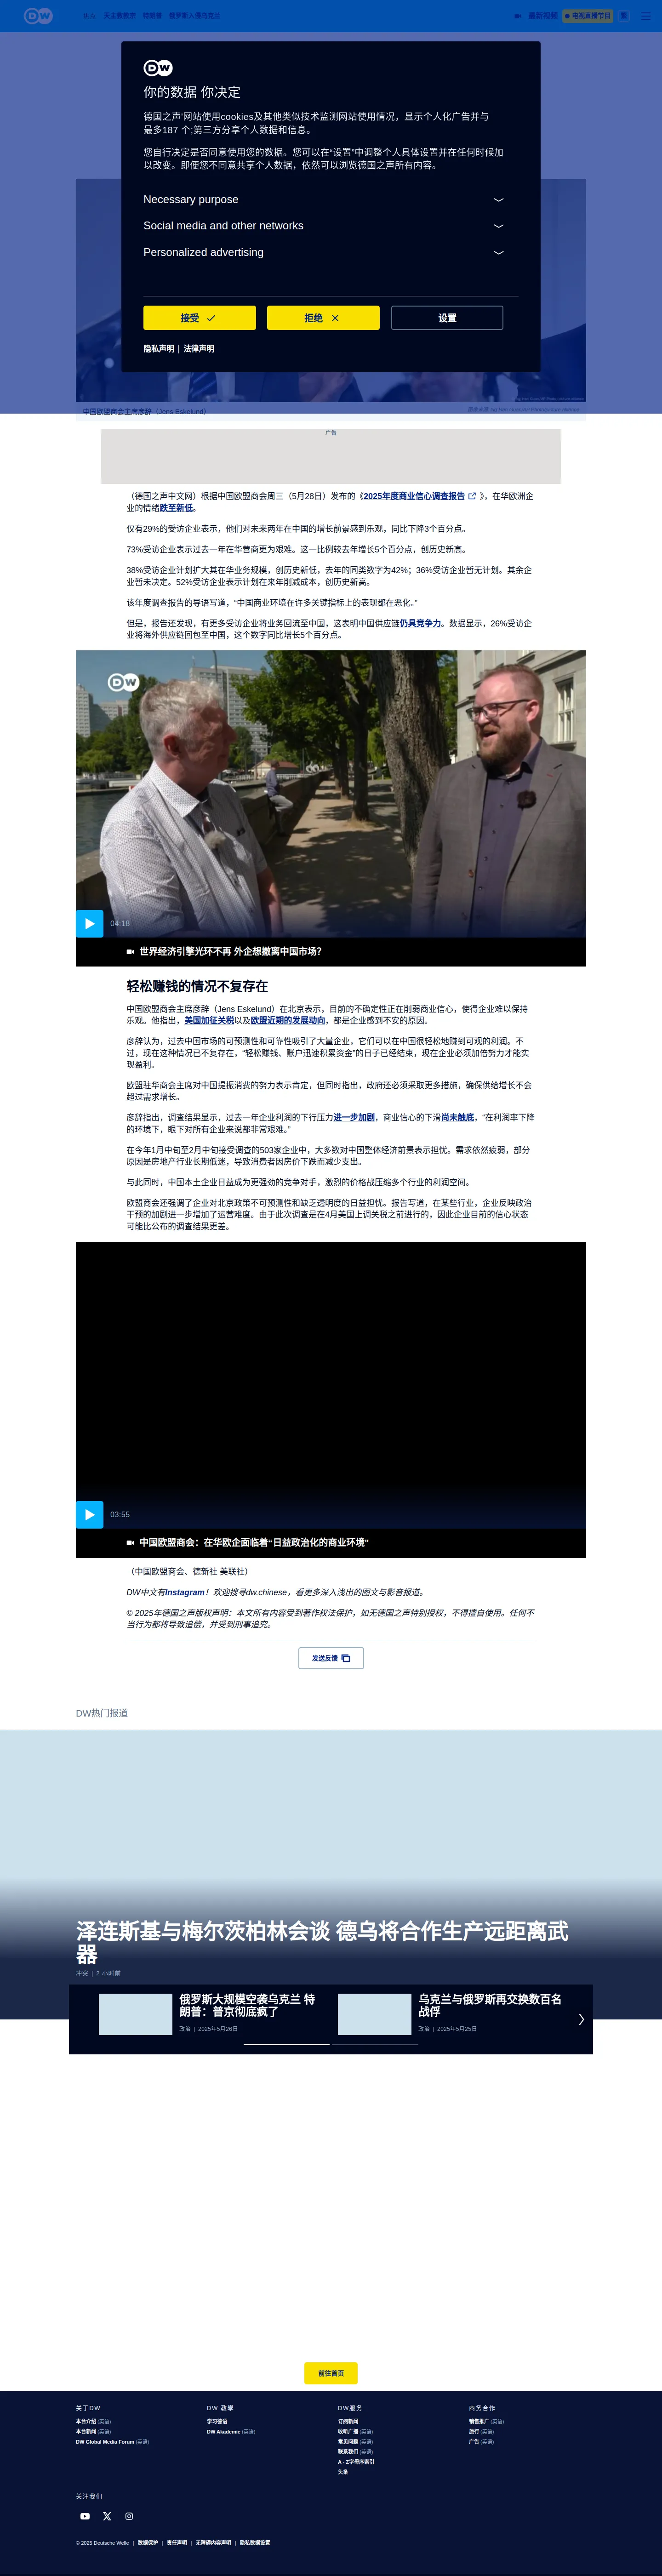 焦点 天主教教宗 特朗普 俄罗斯入侵乌克兰 最新视频 电视直播节目 繁
DW
你的数据 你决定
德国之声'网站使用cookies及其他类似技术监测网站使用情况，显示个人化广告并与
最多187 个;第三方分享个人数据和信息。
您自行决定是否同意使用您的数据。您可以在“设置”中调整个人具体设置并在任何时候加
以改变。即便您不同意共享个人数据，依然可以浏览德国之声所有内容。
Necessary purpose
Social media and other networks
Personalized advertising
接受
拒绝
设置
隐私声明 | 法律声明
中国欧盟商会主席彦辞（Jens Eskelund）
广告
（德国之声中文网）根据中国欧盟商会周三（5月28日）发布的《2025年度商业信心调查报告 》，在华欧洲企
业的情绪跌至新低。
仅有29%的受访企业表示，他们对未来两年在中国的增长前景感到乐观，同比下降3个百分点。
73%受访企业表示过去一年在华营商更为艰难。这一比例较去年增长5个百分点，创历史新高。
38%受访企业计划扩大其在华业务规模，创历史新低，去年的同类数字为42%；36%受访企业暂无计划。其余企
业暂未决定。52%受访企业表示计划在来年削减成本，创历史新高。
该年度调查报告的导语写道，“中国商业环境在许多关键指标上的表现都在恶化。”
但是，报告还发现，有更多受访企业将业务回流至中国，这表明中国供应链仍具竞争力。数据显示，26%受访企
业将海外供应链回包至中国，这个数字同比增长5个百分点。
DW
04:18
世界经济引擎光环不再 外企想撤离中国市场？
轻松赚钱的情况不复存在
中国欧盟商会主席彦辞（Jens Eskelund）在北京表示，目前的不确定性正在削弱商业信心，使得企业难以保持
乐观。他指出，美国加征关税以及欧盟近期的发展动向，都是企业感到不安的原因。
彦辞认为，过去中国市场的可预测性和可靠性吸引了大量企业，它们可以在中国很轻松地赚到可观的利润。不
过，现在这种情况已不复存在，“轻松赚钱、账户迅速积累资金”的日子已经结束，现在企业必须加倍努力才能实
现盈利。
欧盟驻华商会主席对中国提振消费的努力表示肯定，但同时指出，政府还必须采取更多措施，确保供给增长不会
超过需求增长。
彦辞指出，调查结果显示，过去一年企业利润的下行压力进一步加剧，商业信心的下滑尚未触底，“在利润率下降
的环境下，眼下对所有企业来说都非常艰难。”
在今年1月中旬至2月中旬接受调查的503家企业中，大多数对中国整体经济前景表示担忧。需求依然疲弱，部分
原因是房地产行业长期低迷，导致消费者因房价下跌而减少支出。
与此同时，中国本土企业日益成为更强劲的竞争对手，激烈的价格战压缩多个行业的利润空间。
欧盟商会还强调了企业对北京政策不可预测性和缺乏透明度的日益担忧。报告写道，在某些行业，企业反映政治
干预的加剧进一步增加了运营难度。由于此次调查是在4月美国上调关税之前进行的，因此企业目前的信心状态
可能比公布的调查结果更差。
03:55
中国欧盟商会：在华欧企面临着“日益政治化的商业环境”
（中国欧盟商会、德新社 美联社）
DW中文有Instagram！欢迎搜寻dw.chinese，看更多深入浅出的图文与影音报道。
© 2025年德国之声版权声明：本文所有内容受到著作权法保护，如无德国之声特别授权，不得擅自使用。任何不
当行为都将导致追偿，并受到刑事追究。
发送反馈
DW热门报道
泽连斯基与梅尔茨柏林会谈 德乌将合作生产远距离武
器
冲突 | 2 小时前
俄罗斯大规模空袭乌克兰 特
朗普：普京彻底疯了
政治 | 2025年5月26日
乌克兰与俄罗斯再交换数百名
战俘
政治 | 2025年5月25日
前往首页
关于DW
本台介绍 (英语)
本台新闻 (英语)
DW Global Media Forum (英语)
DW 教學
学习德语
DW Akademie (英语)
DW服务
订阅新闻
收听广播 (英语)
常见问题 (英语)
联系我们 (英语)
A - Z字母序索引
头条
商务合作
销售推广 (英语)
旅行 (英语)
广告 (英语)
关注我们
© 2025 Deutsche Welle | 数据保护 | 责任声明 | 无障碍内容声明 | 隐私数据设置